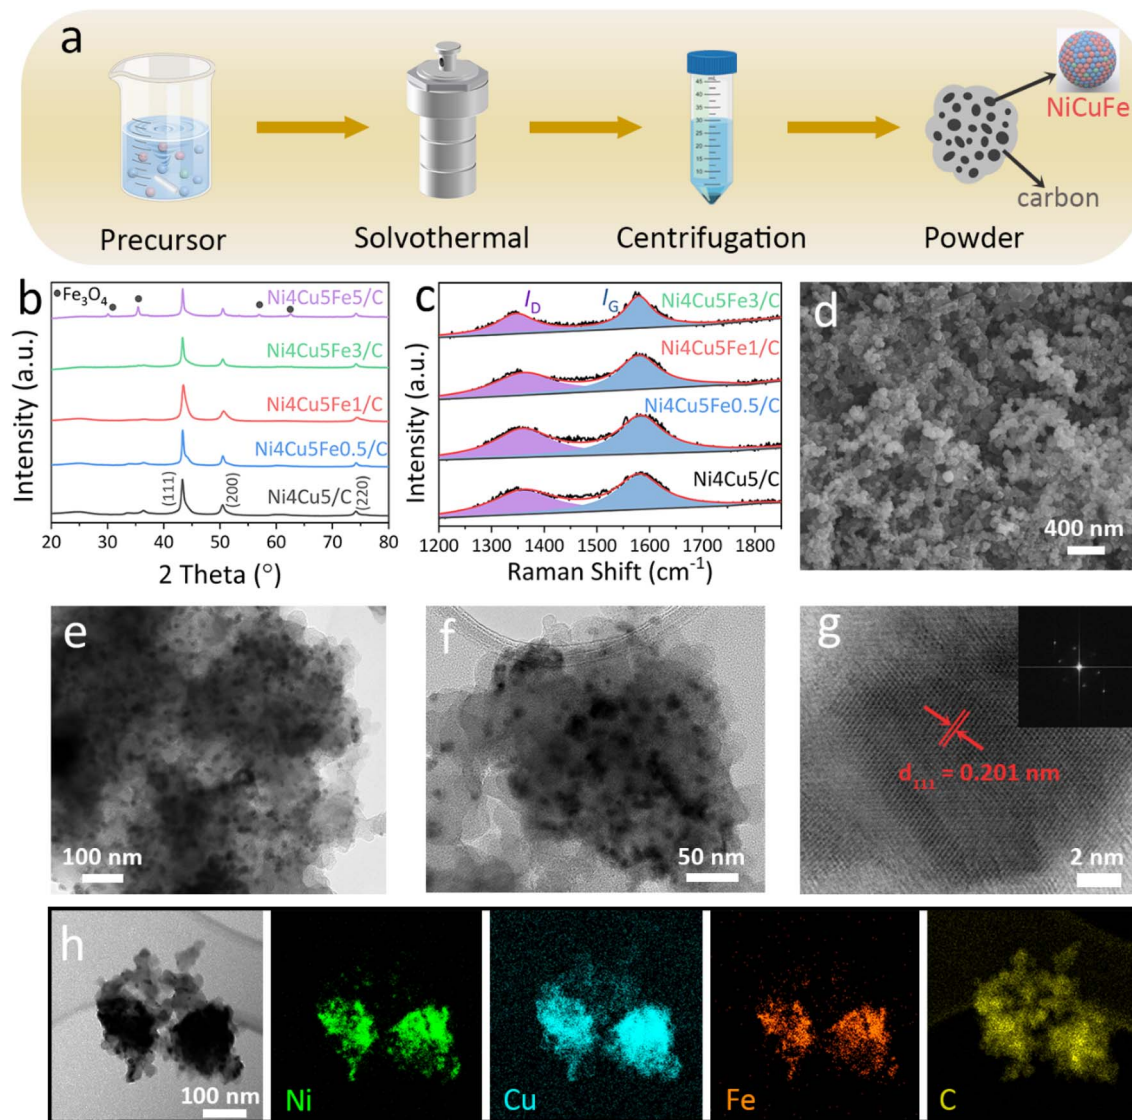 a
NiCuFe
carbon
Precursor
Solvothermal
Centrifugation
Powder
b
Fe₃O₄
Ni4Cu5Fe5/C
Ni4Cu5Fe3/C
Ni4Cu5Fe1/C
Ni4Cu5Fe0.5/C
Ni4Cu5/C
(111)
(200)
(220)
20 30 40 50 60 70 80
2 Theta (°)
Intensity (a.u.)
c
I_D
I_G
Ni4Cu5Fe3/C
Ni4Cu5Fe1/C
Ni4Cu5Fe0.5/C
Ni4Cu5/C
1200 1300 1400 1500 1600 1700 1800
Raman Shift (cm⁻¹)
Intensity (a.u.)
d
400 nm
e
100 nm
f
50 nm
g
d₁₁₁ = 0.201 nm
2 nm
h
100 nm
Ni
Cu
Fe
C